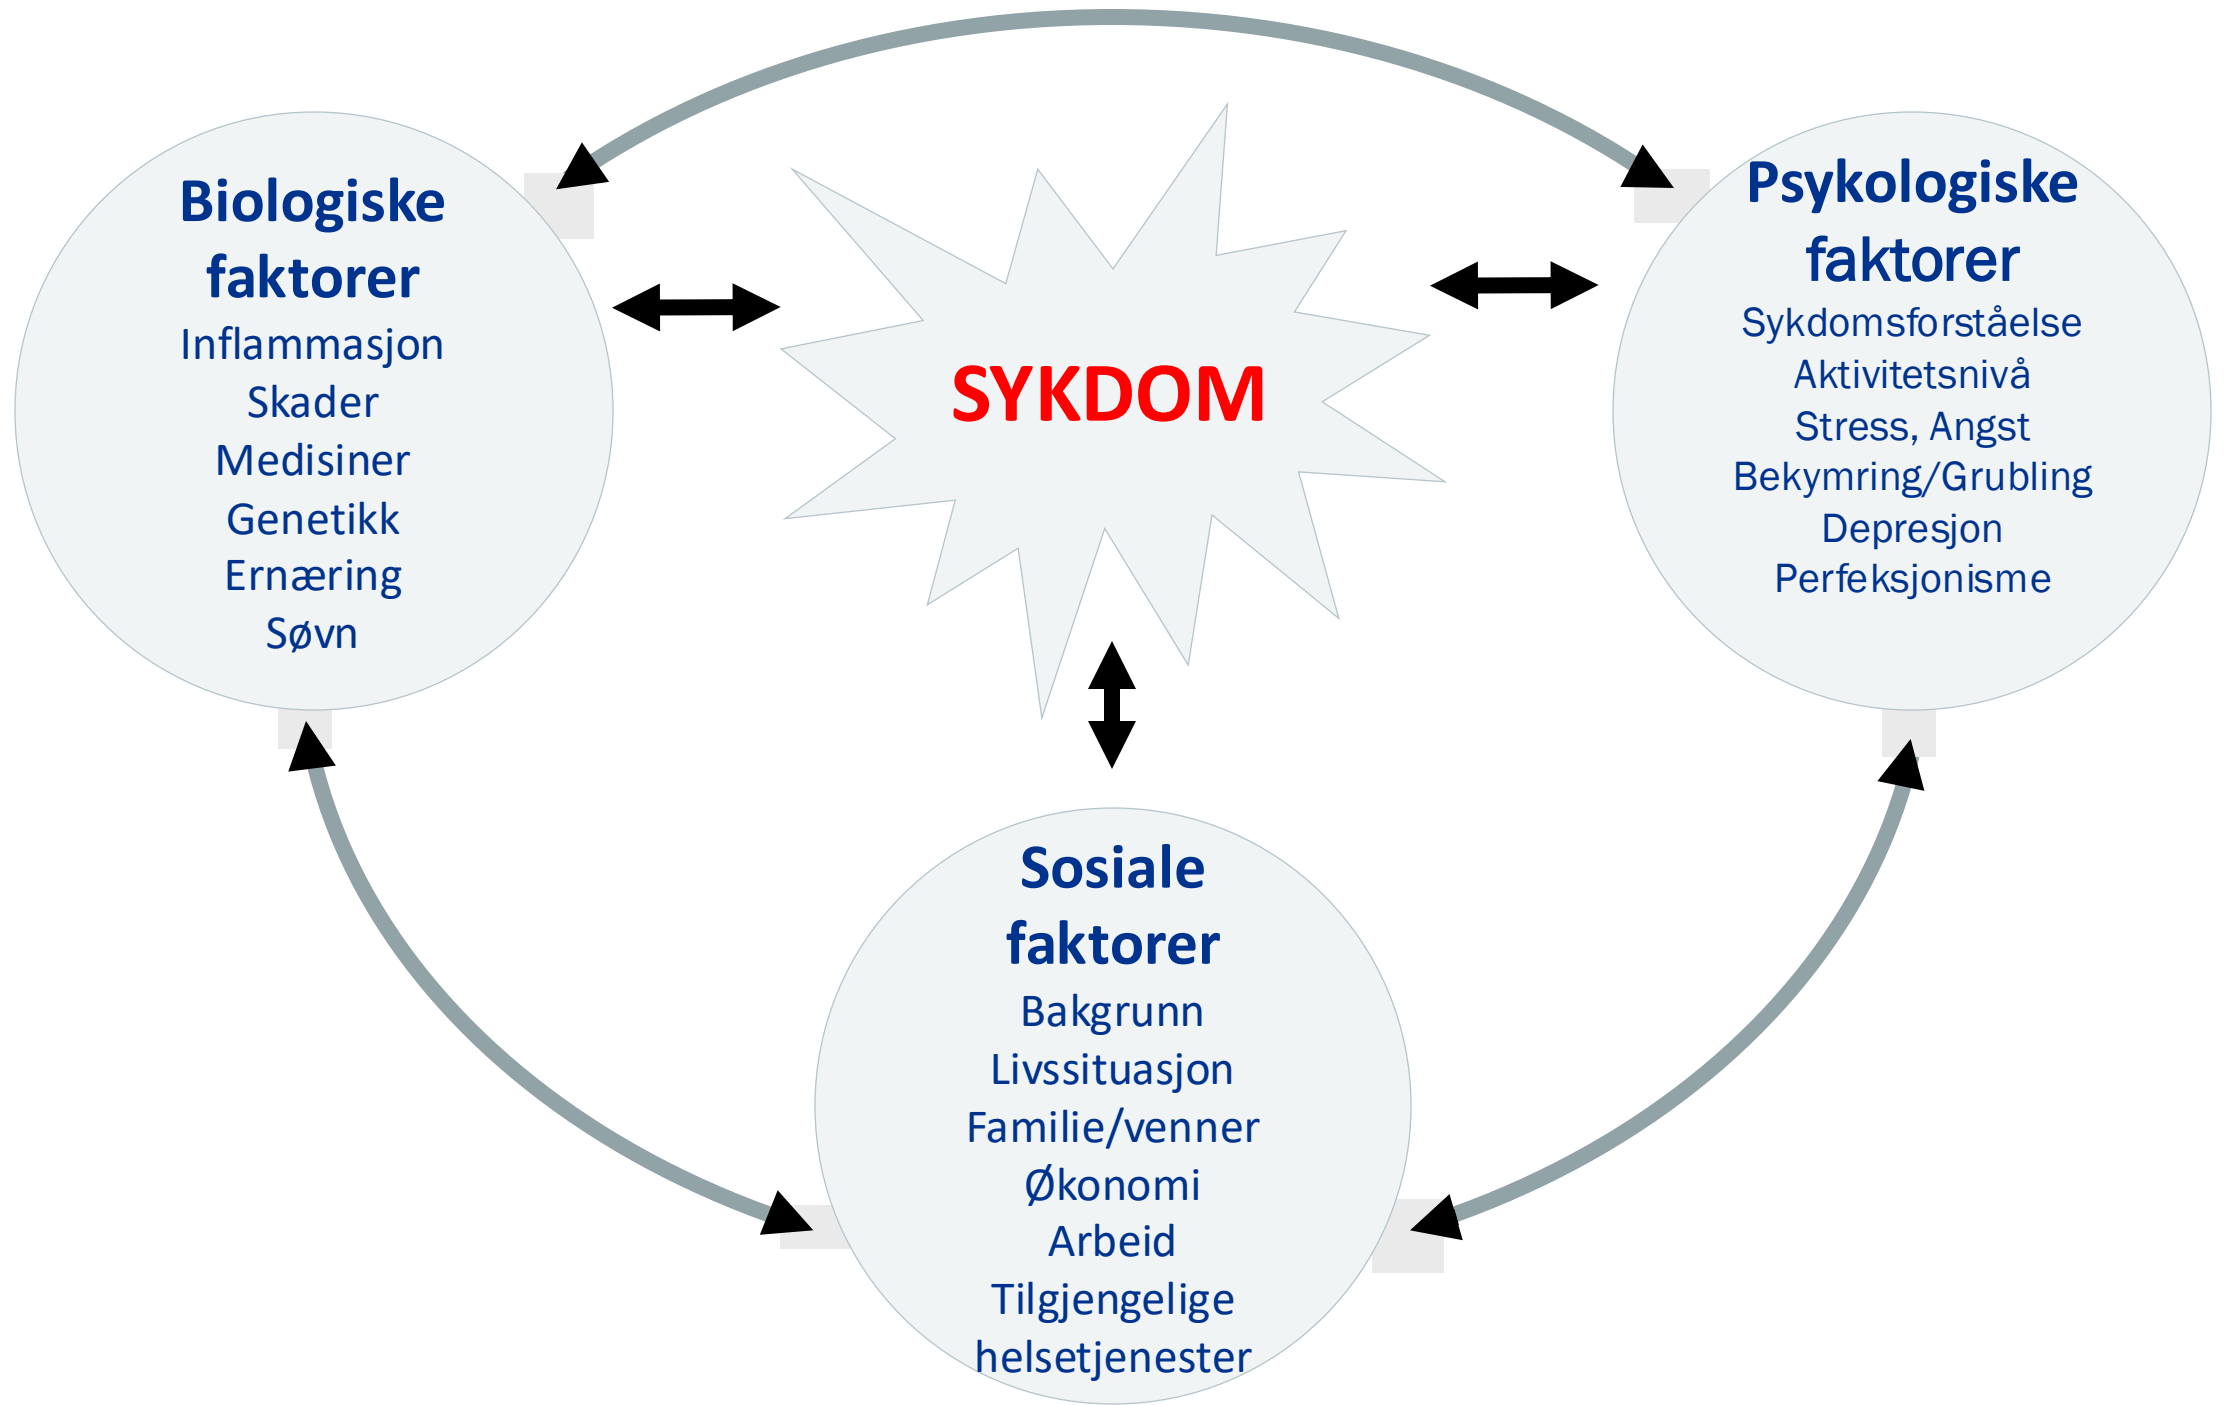 Biologiske
faktorer
Inflammasjon
Skader
Medisiner
Genetikk
Ernæring
Søvn
SYKDOM
Psykologiske
faktorer
Sykdomsforståelse
Aktivitetsnivå
Stress, Angst
Bekymring/Grubling
Depresjon
Perfeksjonisme
Sosiale
faktorer
Bakgrunn
Livssituasjon
Familie/venner
Økonomi
Arbeid
Tilgjengelige
helsetjenester